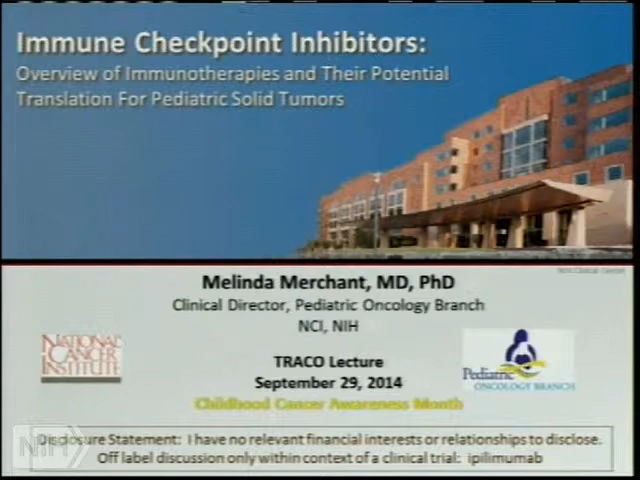 Immune Checkpoint Inhibitors:
Overview of Immunotherapies and Their Potential
Translation For Pediatric Solid Tumors
NIH Clinical Center
Melinda Merchant, MD, PhD
Clinical Director, Pediatric Oncology Branch
NCI, NIH
NATIONAL
CANCER
INSTITUTE
TRACO Lecture
September 29, 2014
Childhood Cancer Awareness Month
Pediatric
ONCOLOGY BRANCH
Disclosure Statement: I have no relevant financial interests or relationships to disclose.
Off label discussion only within context of a clinical trial: ipilimumab
NIH